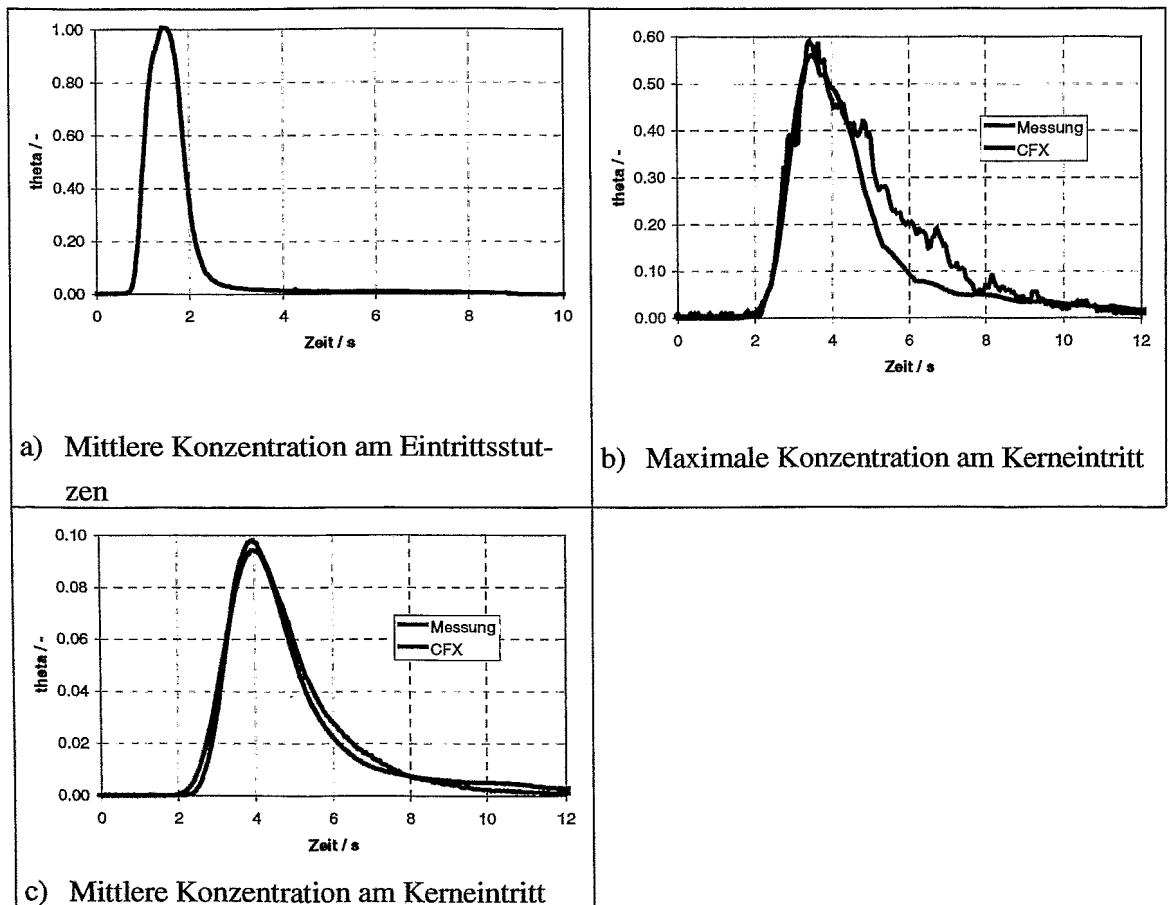 1.00
0.80
0.60
0.40
0.20
0.00
theta / -
0 2 4 6 8 10
Zeit / s
a) Mittlere Konzentration am Eintrittsstut-
zen
0.60
0.50
0.40
0.30
0.20
0.10
0.00
theta / -
Messung
CFX
0 2 4 6 8 10 12
Zeit / s
b) Maximale Konzentration am Kerneintritt
0.10
0.08
0.06
0.04
0.02
0.00
theta / -
Messung
CFX
0 2 4 6 8 10 12
Zeit / s
c) Mittlere Konzentration am Kerneintritt